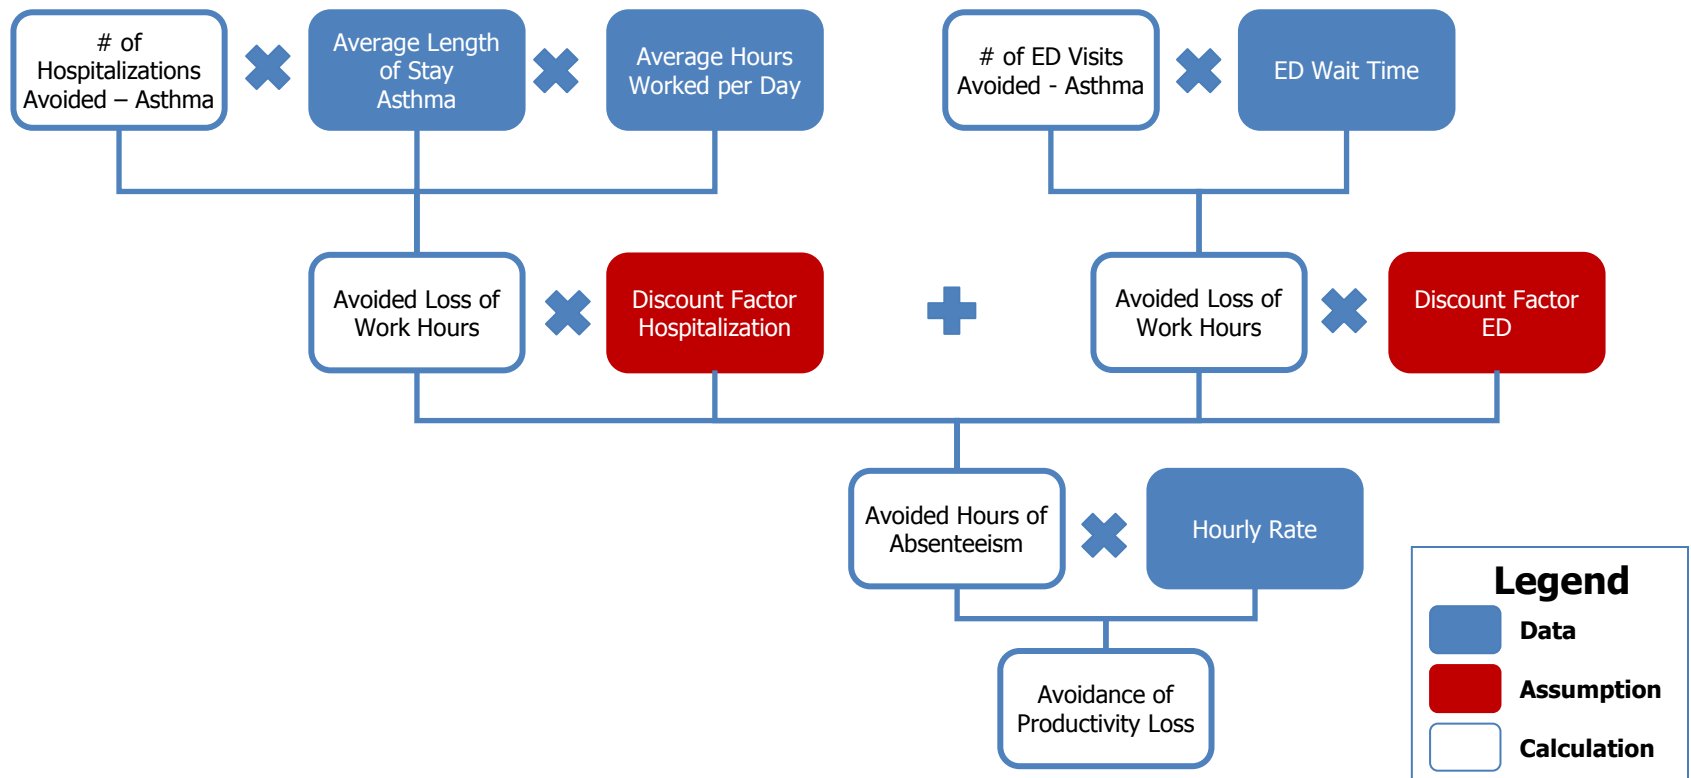 # of
Hospitalizations
Avoided – Asthma
Average Length
of Stay
Asthma
Average Hours
Worked per Day
# of ED Visits
Avoided - Asthma
ED Wait Time
Avoided Loss of
Work Hours
Discount Factor
Hospitalization
Avoided Loss of
Work Hours
Discount Factor
ED
Avoided Hours of
Absenteeism
Hourly Rate
Avoidance of
Productivity Loss
Legend
Data
Assumption
Calculation